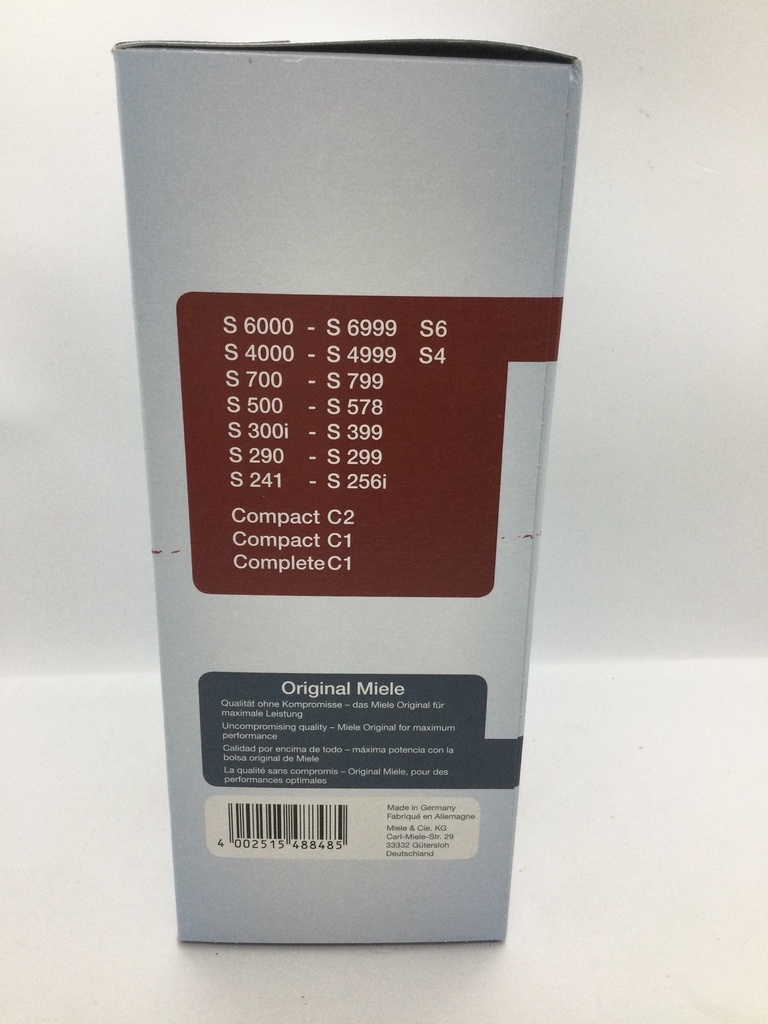 S 6000 - S 6999 S6
S 4000 - S 4999 S4
S 700 - S 799
S 500 - S 578
S 300i - S 399
S 290 - S 299
S 241 - S 256i
Compact C2
Compact C1
Complete C1
Original Miele
Qualität ohne Kompromisse – das Miele Original für
maximale Leistung
Uncompromising quality – Miele Original for maximum
performance
Calidad por encima de todo – máxima potencia con la
bolsa original de Miele
La qualité sans compromis – Original Miele, pour des
performances optimales
4 002515 488485
Made in Germany
Fabriqué en Allemagne
Miele & Cie. KG
Carl-Miele-Str. 29
33332 Gütersloh
Deutschland